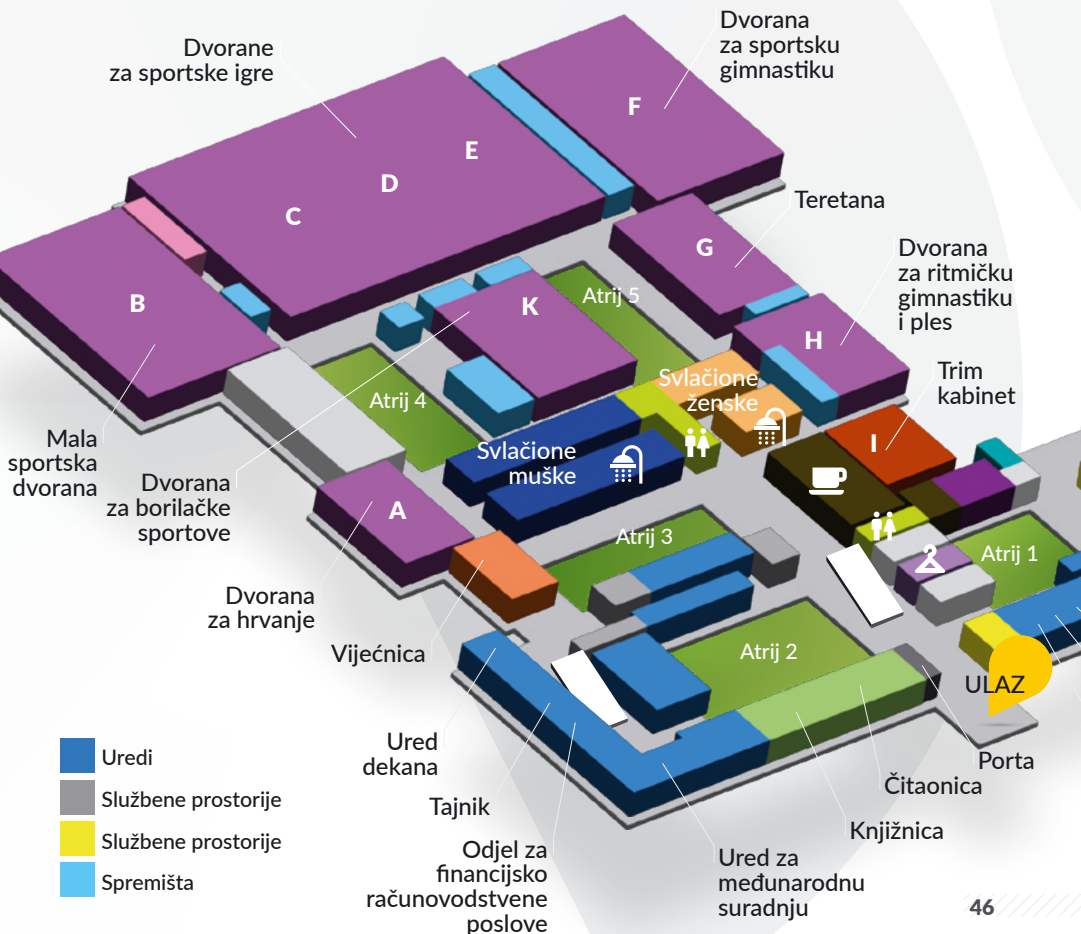 Dvorane
za sportske igre
Dvorana
za sportsku
gimnastiku
F
E
D
C
B
Teretana
G
Dvorana
za ritmičku
gimnastiku
i ples
H
K
Atrij 5
Atrij 4
Svlačione
ženske
Trim
kabinet
I
Svlačione
muške
Mala
sportska
dvorana
Dvorana
za borilačke
sportove
A
Atrij 3
Atrij 1
Dvorana
za hrvanje
Vijećnica
Atrij 2
ULAZ
Ured
dekana
Tajnik
Odjel za
financijsko
računovodstvene
poslove
Ured za
međunarodnu
suradnju
Knjižnica
Čitaonica
Porta
Uredi
Službene prostorije
Službene prostorije
Spremišta
46